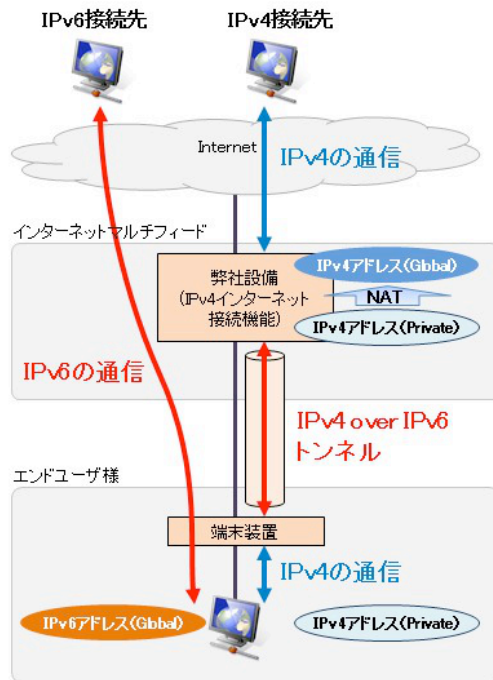 IPv6接続先
IPv4接続先
Internet
IPv4の通信
インターネットマルチフィード
弊社設備
(IPv4インターネット
接続機能)
IPv4アドレス(Global)
NAT
IPv4アドレス(Private)
IPv6の通信
IPv4 over IPv6
トンネル
エンドユーザ様
端末装置
IPv4の通信
IPv6アドレス(Global)
IPv4アドレス(Private)